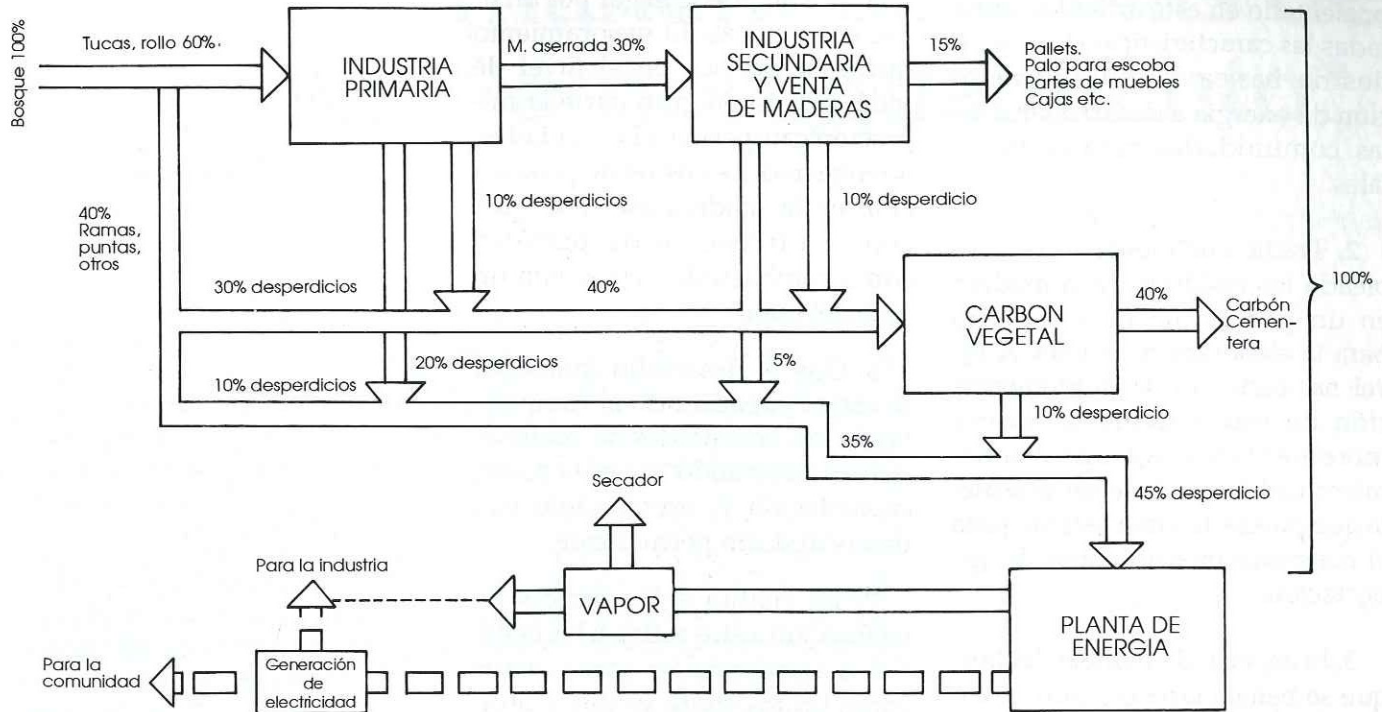 Bosque 100%
Tucas, rollo 60%
INDUSTRIA
PRIMARIA
M. aserrada 30%
INDUSTRIA
SECUNDARIA
Y VENTA
DE MADERAS
15%
Pallets.
Palo para escoba
Partes de muebles
Cajas etc.
40%
Ramas,
puntas,
otros
10% desperdicios
10% desperdicio
30% desperdicios
40%
CARBON
VEGETAL
40%
Carbón
Cemen-
tera
100%
20% desperdicios
5%
10% desperdicios
10% desperdicio
35%
45% desperdicio
Secador
Para la industria
VAPOR
PLANTA DE
ENERGIA
Para la
comunidad
Generación
de
electricidad